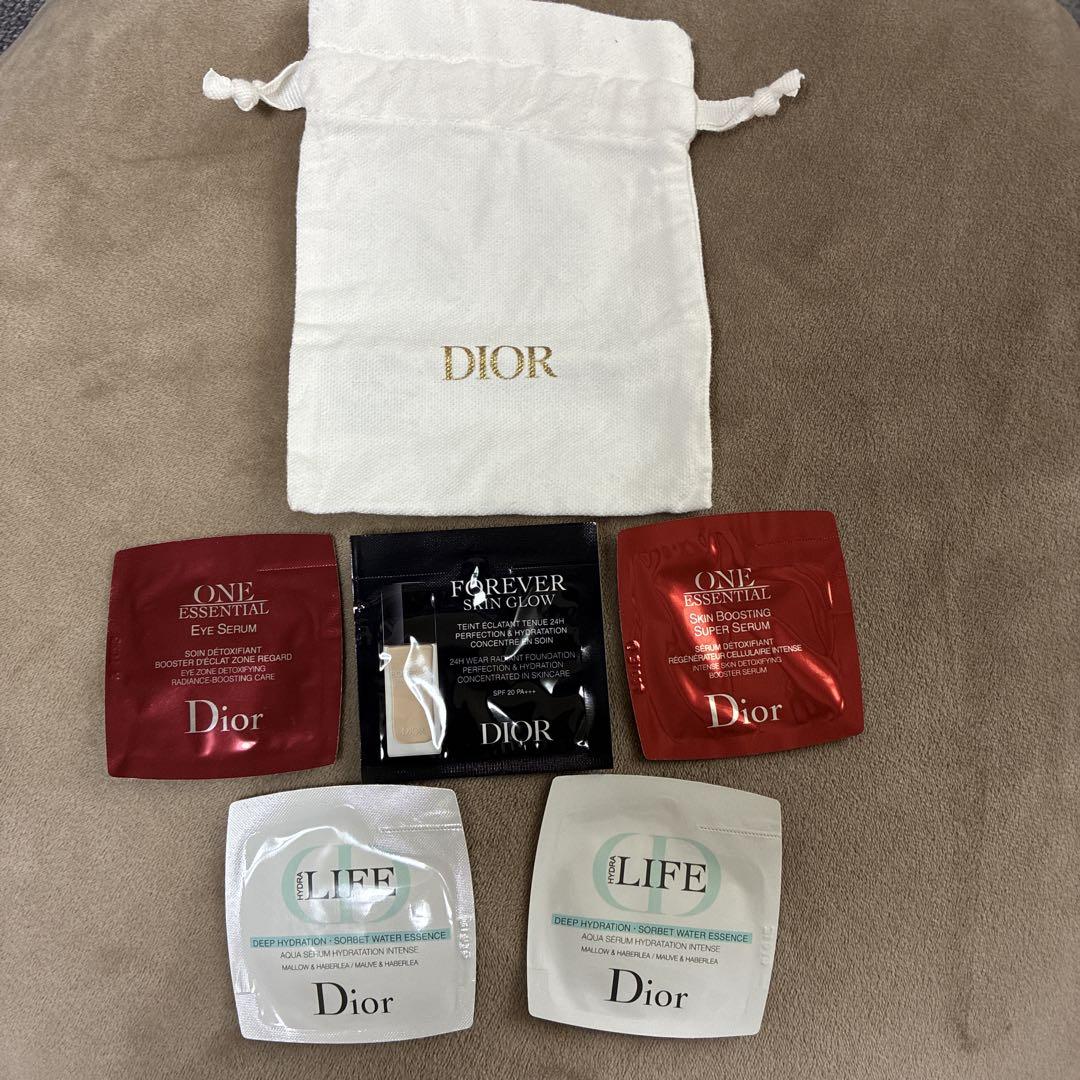 DIOR
ONE
ESSENTIAL
EYE SERUM
SOIN DÉTOXIFIANT
BOOSTER D'ÉCLAT ZONE REGARD
EYE ZONE DETOXIFYING
RADIANCE-BOOSTING CARE
Dior
FOREVER
SKIN GLOW
TEINT ÉCLATANT TENUE 24H
PERFECTION & HYDRATION
CONCENTRÉ EN SOIN
24H WEAR RADIANT FOUNDATION
PERFECTION & HYDRATION
CONCENTRATED IN SKINCARE
SPF 20 PA+++
DIOR
DIOR
ONE
ESSENTIAL
SKIN BOOSTING
SUPER SERUM
SÉRUM DÉTOXIFIANT
RÉGÉNÉRATEUR CELLULAIRE INTENSE
INTENSE SKIN DETOXIFYING
BOOSTER SERUM
Dior
HYDRA
LIFE
DEEP HYDRATION · SORBET WATER ESSENCE
AQUA SÉRUM HYDRATATION INTENSE
MALLOW & HABERLEA / MAUVE & HABERLEA
Dior
HYDRA
LIFE
DEEP HYDRATION · SORBET WATER ESSENCE
AQUA SÉRUM HYDRATATION INTENSE
MALLOW & HABERLEA / MAUVE & HABERLEA
Dior